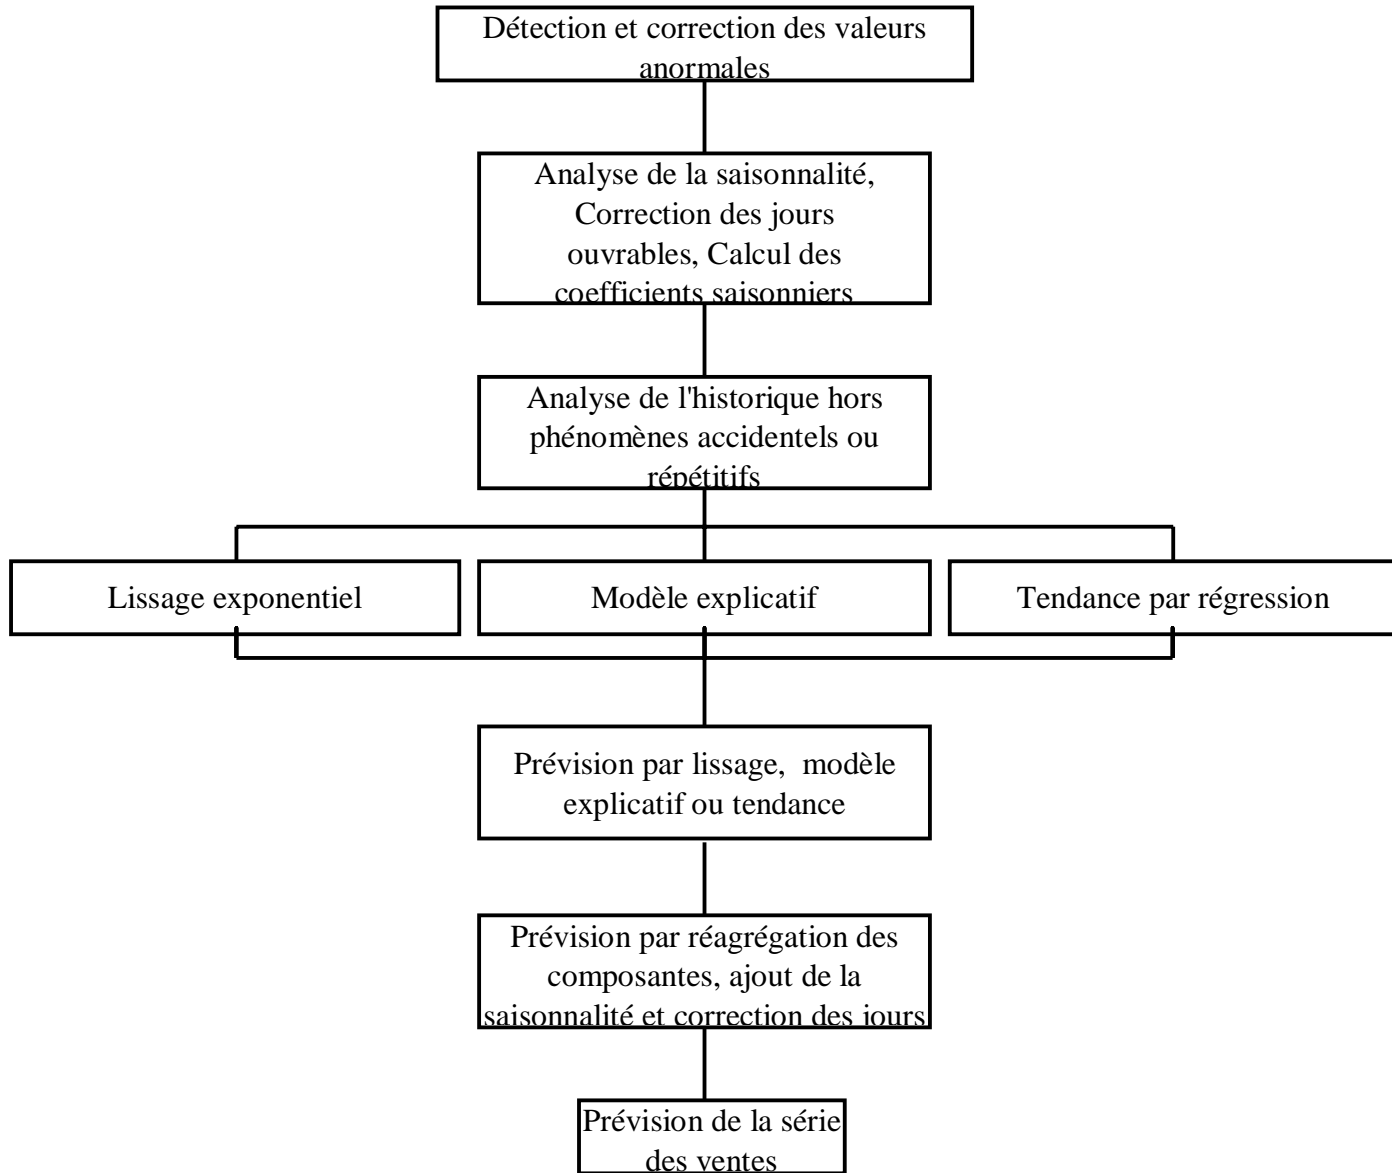 Détection et correction des valeurs
anormales
Analyse de la saisonnalité,
Correction des jours
ouvrables, Calcul des
coefficients saisonniers
Analyse de l'historique hors
phénomènes accidentels ou
répétitifs
Lissage exponentiel
Modèle explicatif
Tendance par régression
Prévision par lissage,  modèle
explicatif ou tendance
Prévision par réagrégation des
composantes, ajout de la
saisonnalité et correction des jours
Prévision de la série
des ventes